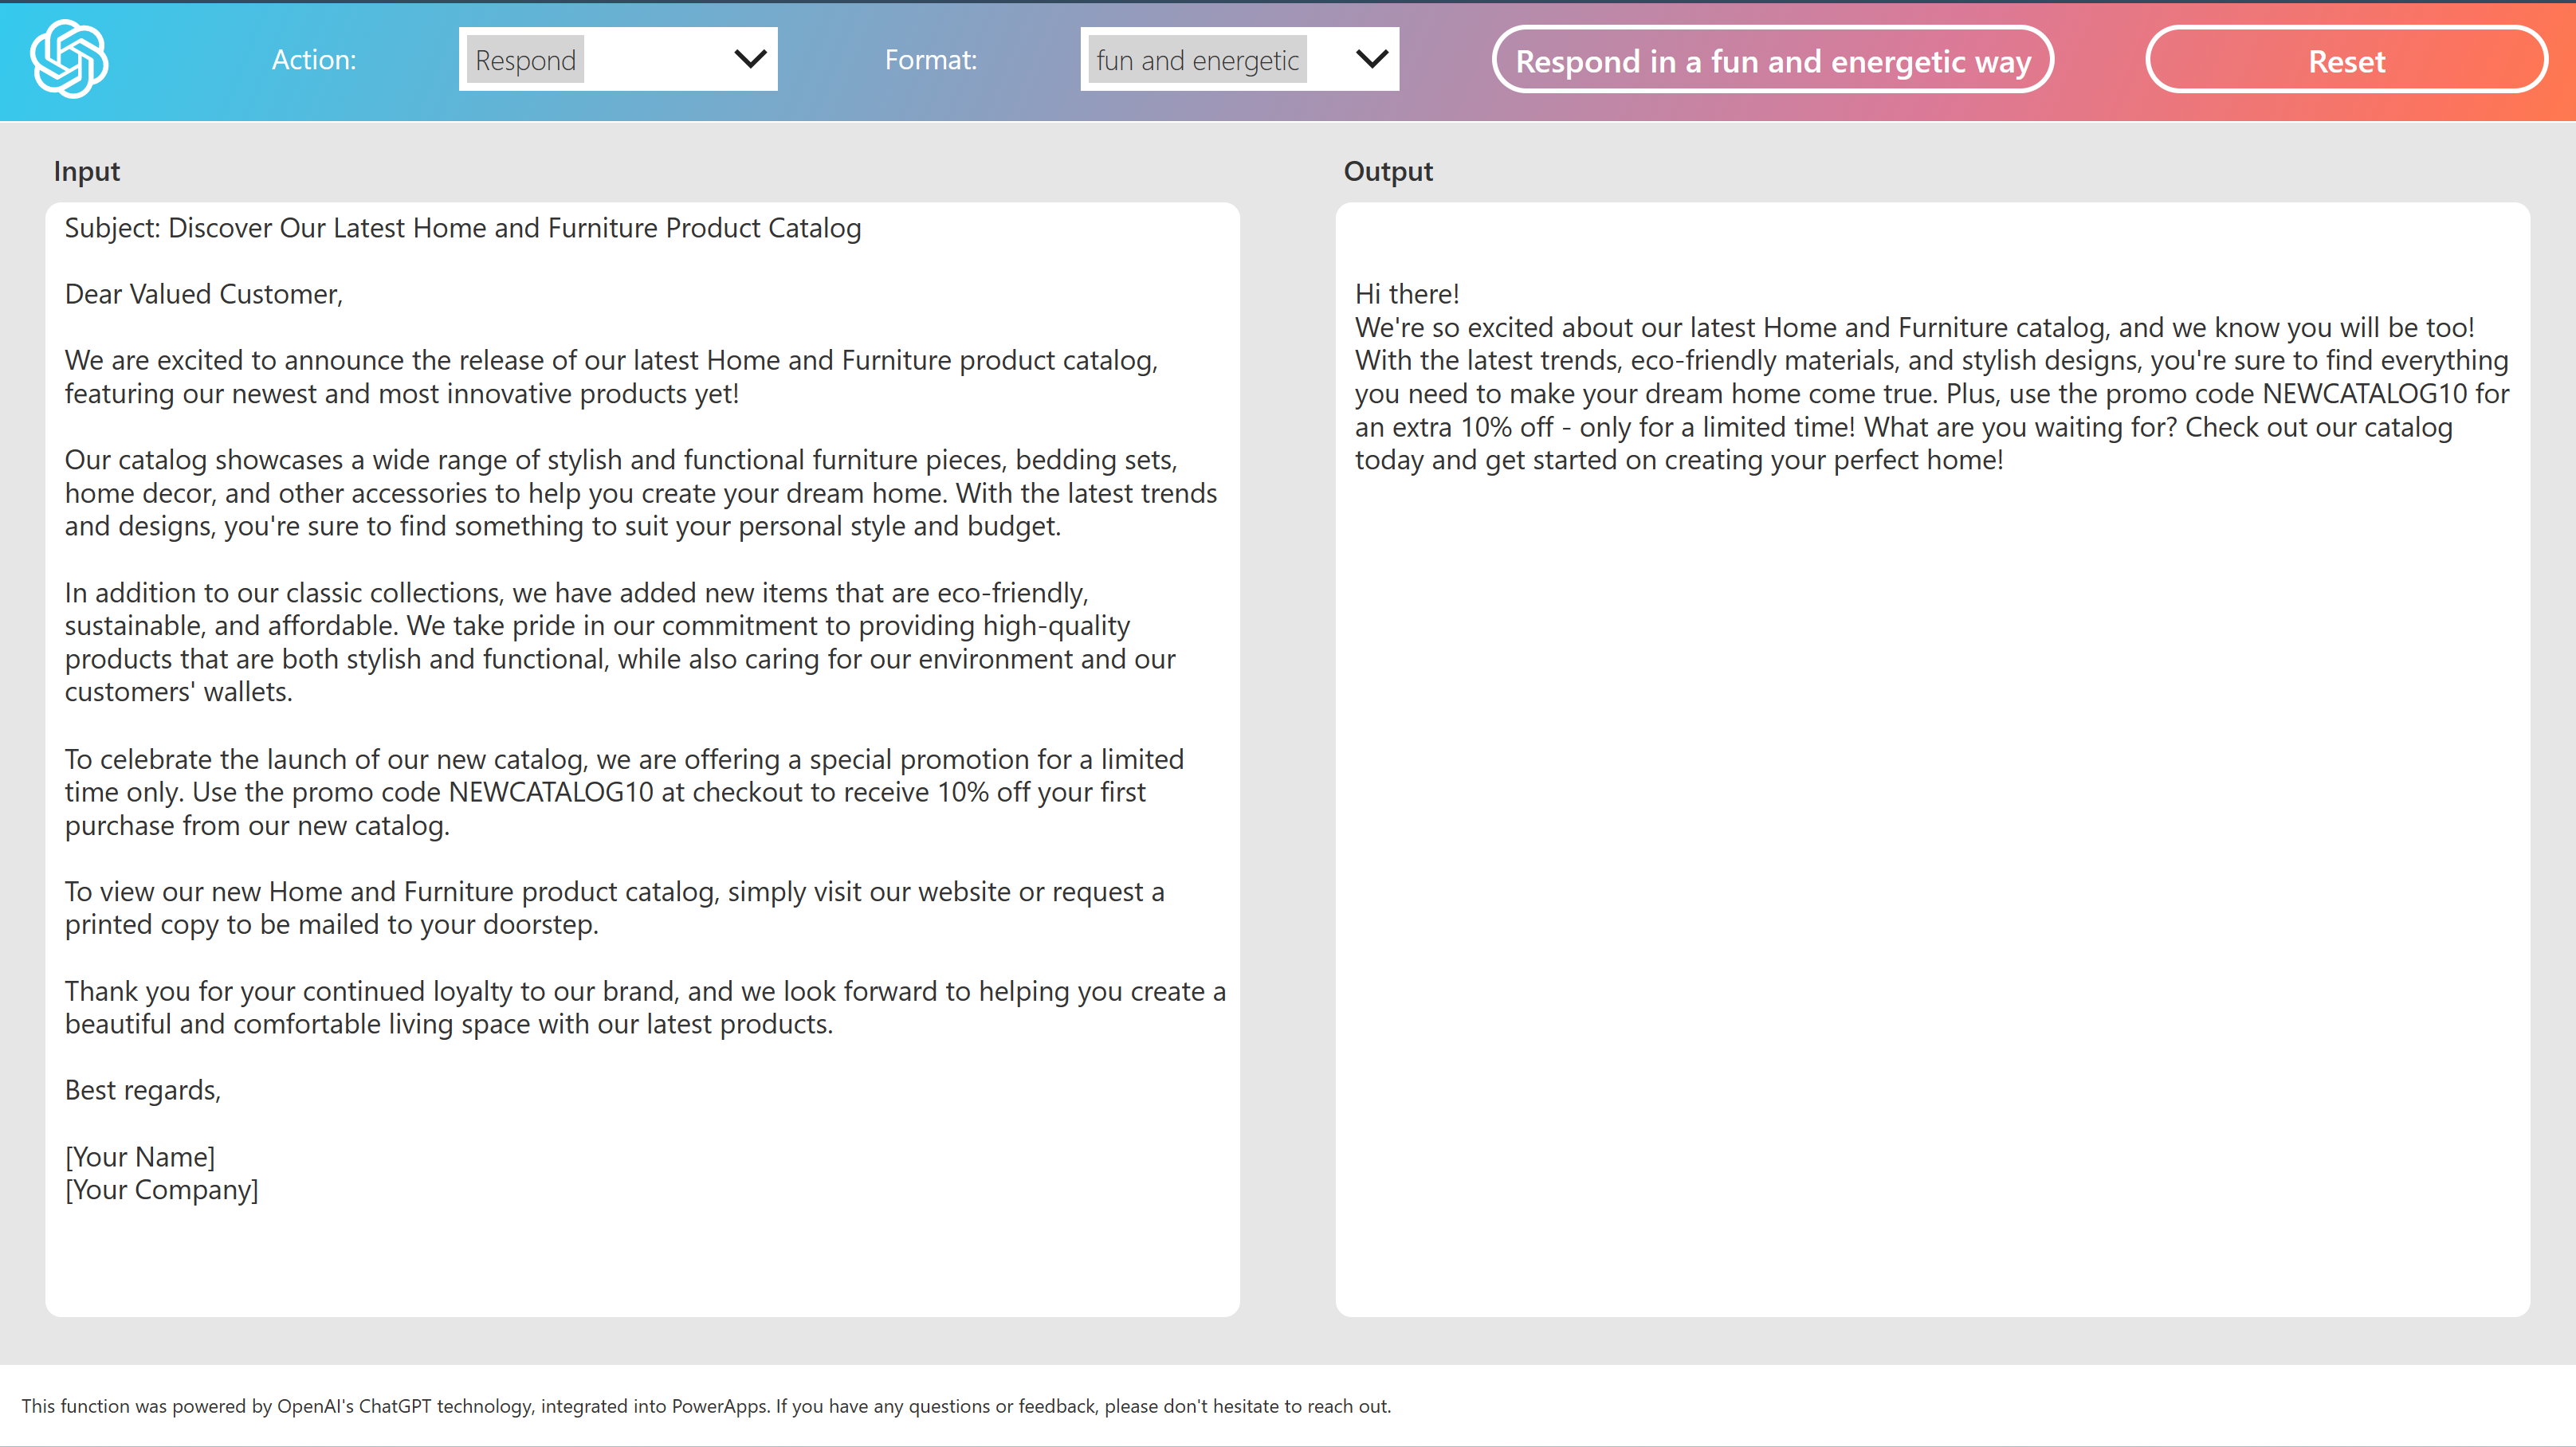 Action:
Respond
Format:
fun and energetic
Respond in a fun and energetic way
Reset
Input
Subject: Discover Our Latest Home and Furniture Product Catalog
Dear Valued Customer,
We are excited to announce the release of our latest Home and Furniture product catalog,
featuring our newest and most innovative products yet!
Our catalog showcases a wide range of stylish and functional furniture pieces, bedding sets,
home decor, and other accessories to help you create your dream home. With the latest trends
and designs, you're sure to find something to suit your personal style and budget.
In addition to our classic collections, we have added new items that are eco-friendly,
sustainable, and affordable. We take pride in our commitment to providing high-quality
products that are both stylish and functional, while also caring for our environment and our
customers' wallets.
To celebrate the launch of our new catalog, we are offering a special promotion for a limited
time only. Use the promo code NEWCATALOG10 at checkout to receive 10% off your first
purchase from our new catalog.
To view our new Home and Furniture product catalog, simply visit our website or request a
printed copy to be mailed to your doorstep.
Thank you for your continued loyalty to our brand, and we look forward to helping you create a
beautiful and comfortable living space with our latest products.
Best regards,
[Your Name]
[Your Company]
Output
Hi there!
We're so excited about our latest Home and Furniture catalog, and we know you will be too!
With the latest trends, eco-friendly materials, and stylish designs, you're sure to find everything
you need to make your dream home come true. Plus, use the promo code NEWCATALOG10 for
an extra 10% off - only for a limited time! What are you waiting for? Check out our catalog
today and get started on creating your perfect home!
This function was powered by OpenAI's ChatGPT technology, integrated into PowerApps. If you have any questions or feedback, please don't hesitate to reach out.